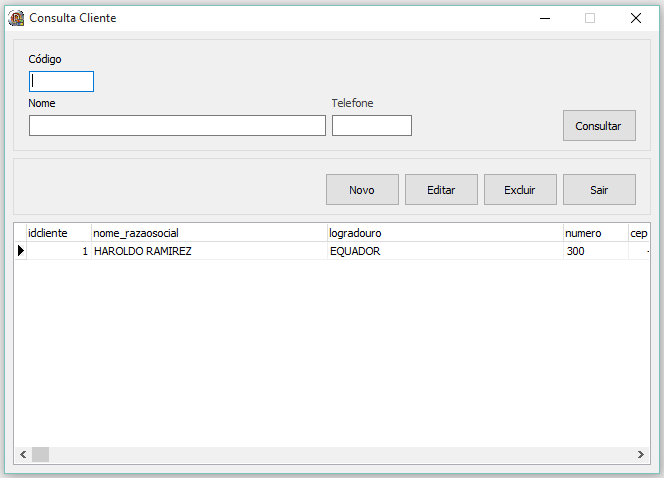 Consulta Cliente
Código
Nome Telefone
Consultar
Novo Editar Excluir Sair
idcliente nome_razaosocial logradouro numero cep
1 HAROLDO RAMIREZ EQUADOR 300 -